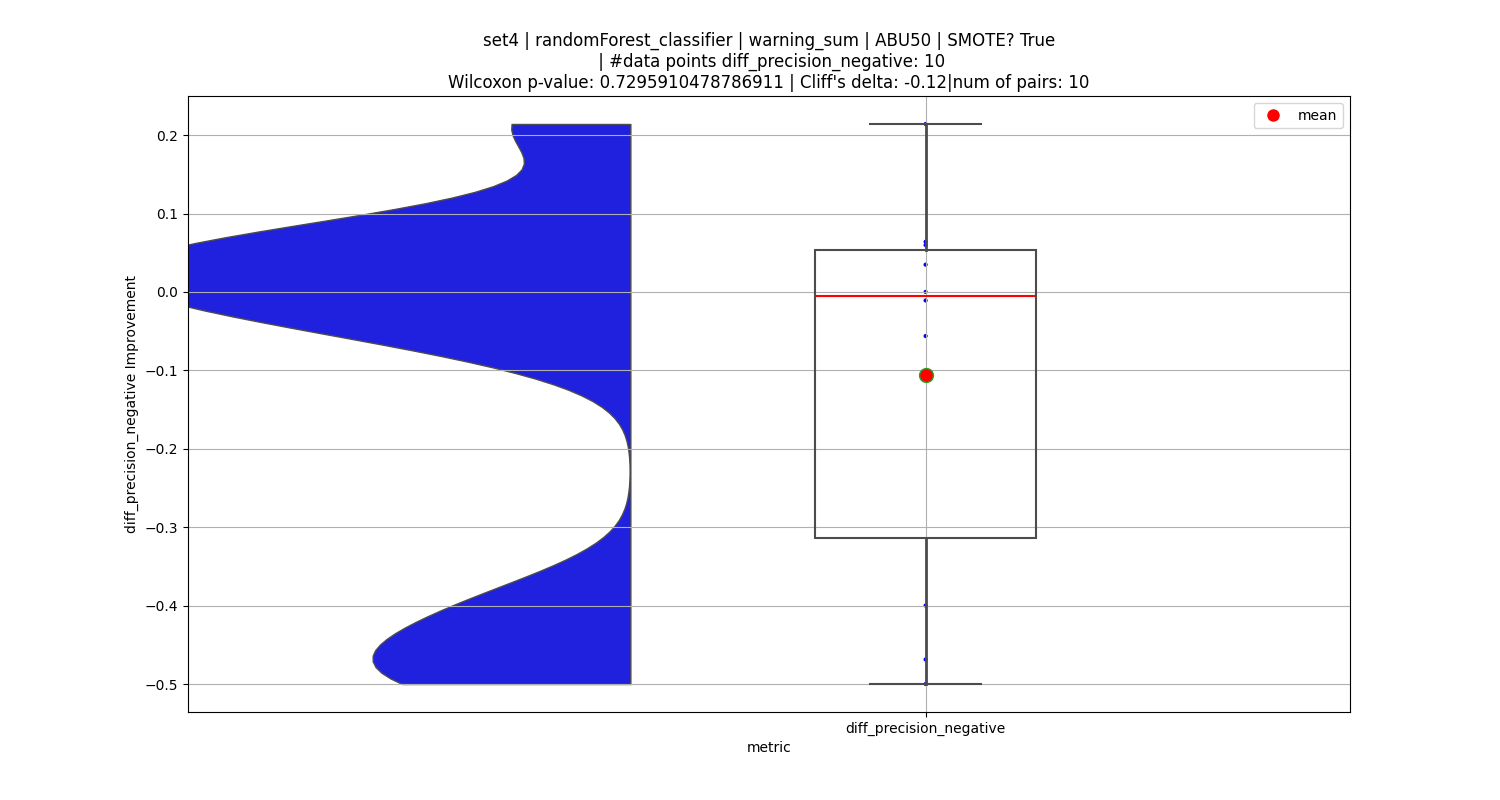 set4 | randomForest_classifier | warning_sum | ABU50 | SMOTE? True
| #data points diff_precision_negative: 10
Wilcoxon p-value: 0.7295910478786911 | Cliff's delta: -0.12|num of pairs: 10
mean
0.2
0.1
0.0
−0.1
−0.2
−0.3
−0.4
−0.5
diff_precision_negative Improvement
diff_precision_negative
metric